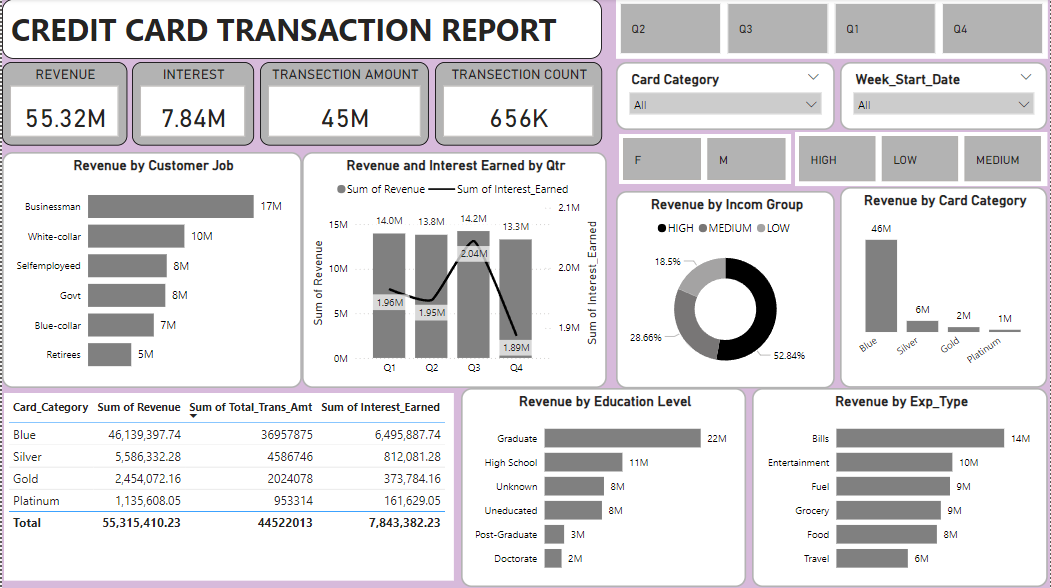 CREDIT CARD TRANSACTION REPORT
Q2 Q3 Q1 Q4
REVENUE
55.32M
INTEREST
7.84M
TRANSECTION AMOUNT
45M
TRANSECTION COUNT
656K
Card Category
All
Week_Start_Date
All
F M
HIGH LOW MEDIUM
Revenue by Customer Job
Businessman 17M
White-collar 10M
Selfemployeed 8M
Govt 8M
Blue-collar 7M
Retirees 5M
Revenue and Interest Earned by Qtr
Sum of Revenue Sum of Interest_Earned
Sum of Revenue
15M
10M
5M
0M
14.0M 13.8M 14.2M 13.3M
1.96M 1.95M 2.04M 1.89M
Q1 Q2 Q3 Q4
2.1M
2.0M
1.9M
Sum of Interest_Earned
Revenue by Incom Group
HIGH MEDIUM LOW
18.5%
28.66%
52.84%
Revenue by Card Category
46M 6M 2M 1M
Blue Silver Gold Platinum
Card_Category Sum of Revenue Sum of Total_Trans_Amt Sum of Interest_Earned
Blue 46,139,397.74 36957875 6,495,887.74
Silver 5,586,332.28 4586746 812,081.28
Gold 2,454,072.16 2024078 373,784.16
Platinum 1,135,608.05 953314 161,629.05
Total 55,315,410.23 44522013 7,843,382.23
Revenue by Education Level
Graduate 22M
High School 11M
Unknown 8M
Uneducated 8M
Post-Graduate 3M
Doctorate 2M
Revenue by Exp_Type
Bills 14M
Entertainment 10M
Fuel 9M
Grocery 9M
Food 8M
Travel 6M